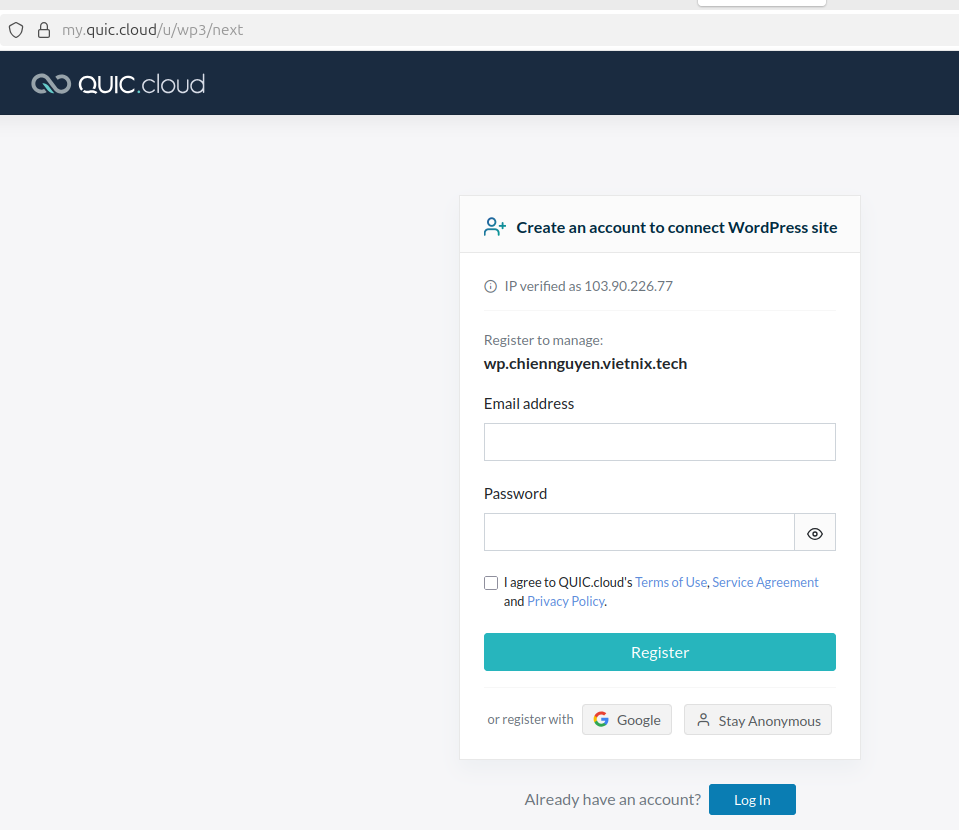 my.quic.cloud/u/wp3/next
QUIC.cloud
Create an account to connect WordPress site
IP verified as 103.90.226.77
Register to manage:
wp.chiennguyen.vietnix.tech
Email address
Password
I agree to QUIC.cloud's Terms of Use, Service Agreement
and Privacy Policy.
Register
or register with Google Stay Anonymous
Already have an account? Log In